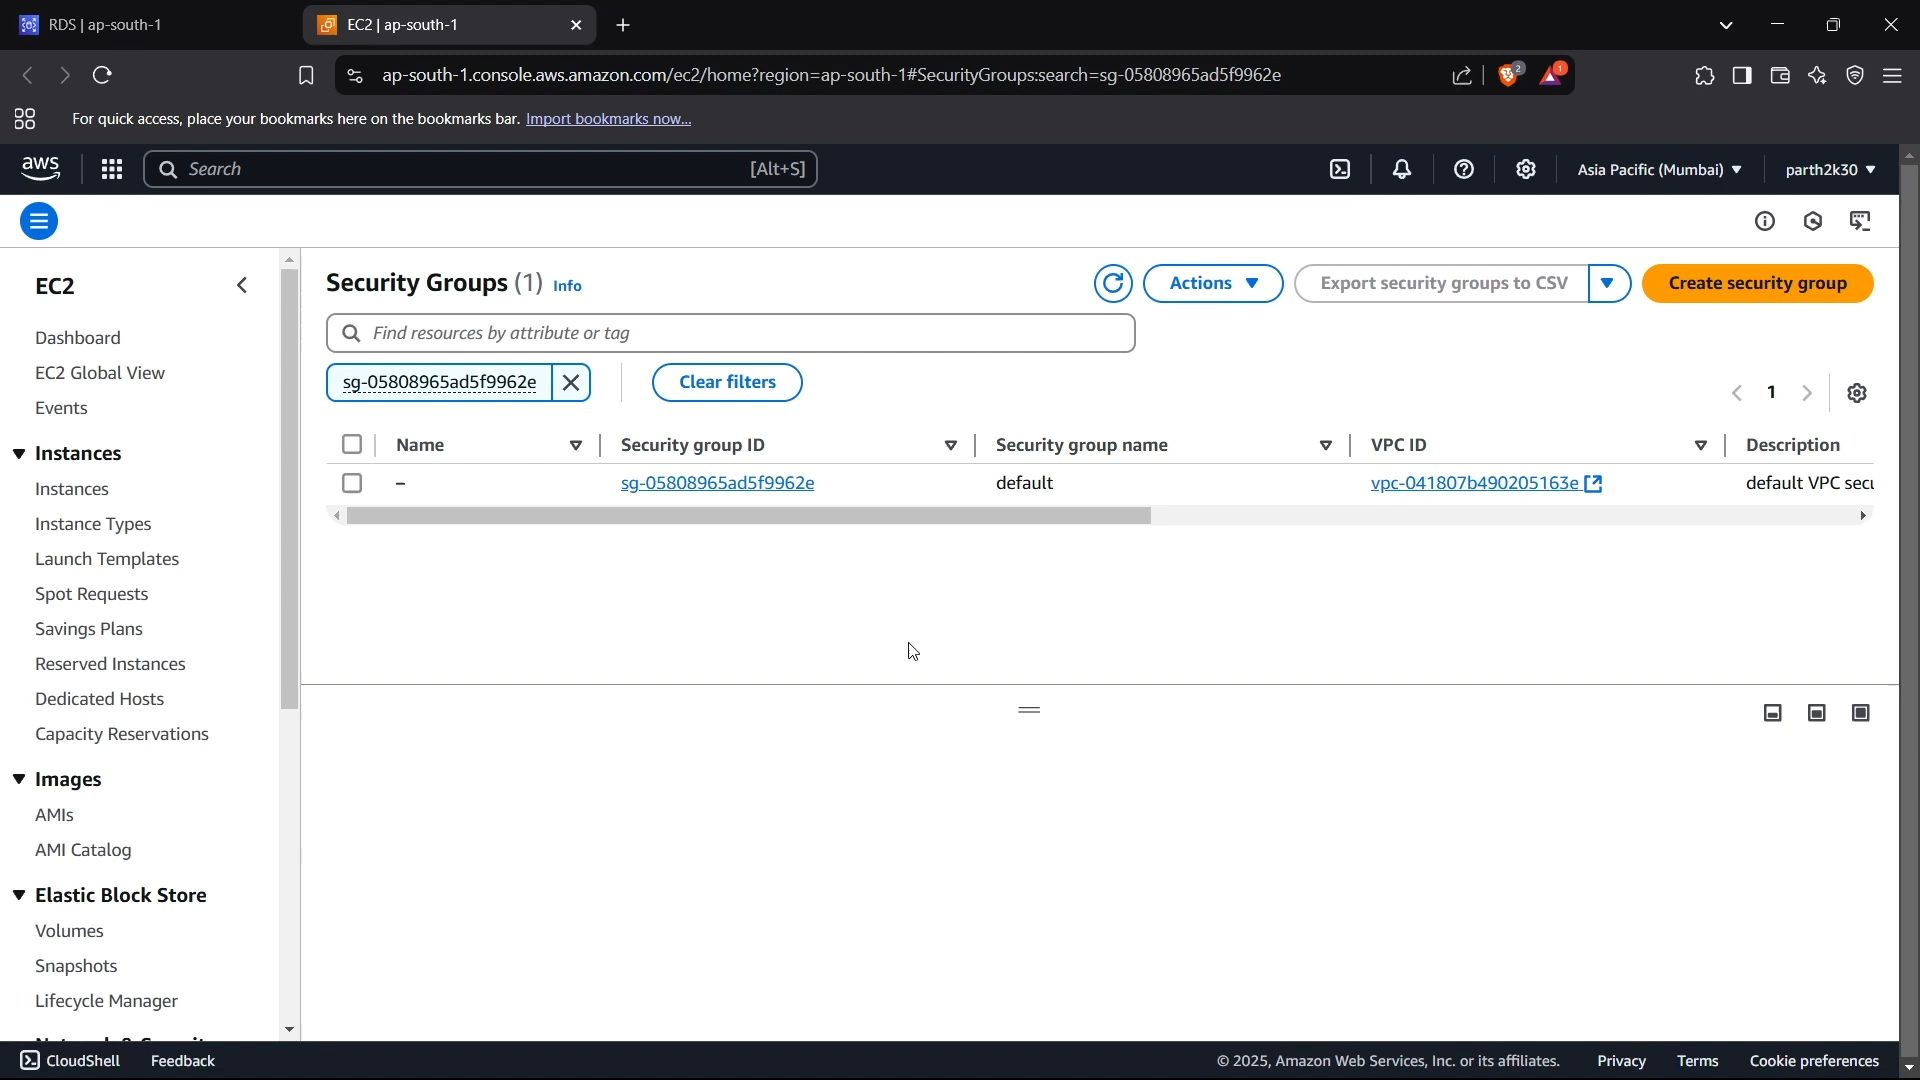 RDS | ap-south-1
EC2 | ap-south-1
ap-south-1.console.aws.amazon.com/ec2/home?region=ap-south-1#SecurityGroups:search=sg-05808965ad5f9962e
2
1
For quick access, place your bookmarks here on the bookmarks bar. Import bookmarks now...
aws
Search
[Alt+S]
Asia Pacific (Mumbai)
parth2k30
EC2
Dashboard
EC2 Global View
Events
Instances
Instances
Instance Types
Launch Templates
Spot Requests
Savings Plans
Reserved Instances
Dedicated Hosts
Capacity Reservations
Images
AMIs
AMI Catalog
Elastic Block Store
Volumes
Snapshots
Lifecycle Manager
Security Groups (1) Info
Actions
Export security groups to CSV
Create security group
Find resources by attribute or tag
sg-05808965ad5f9962e
Clear filters
1
Name Security group ID Security group name VPC ID Description
– sg-05808965ad5f9962e default vpc-041807b490205163e default VPC secu
CloudShell Feedback
© 2025, Amazon Web Services, Inc. or its affiliates. Privacy Terms Cookie preferences